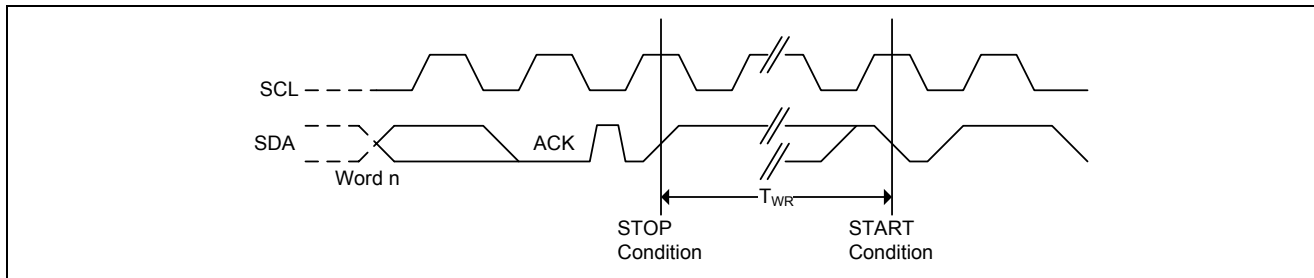 SCL
SDA
ACK
Word n
TWR
STOP
Condition
START
Condition